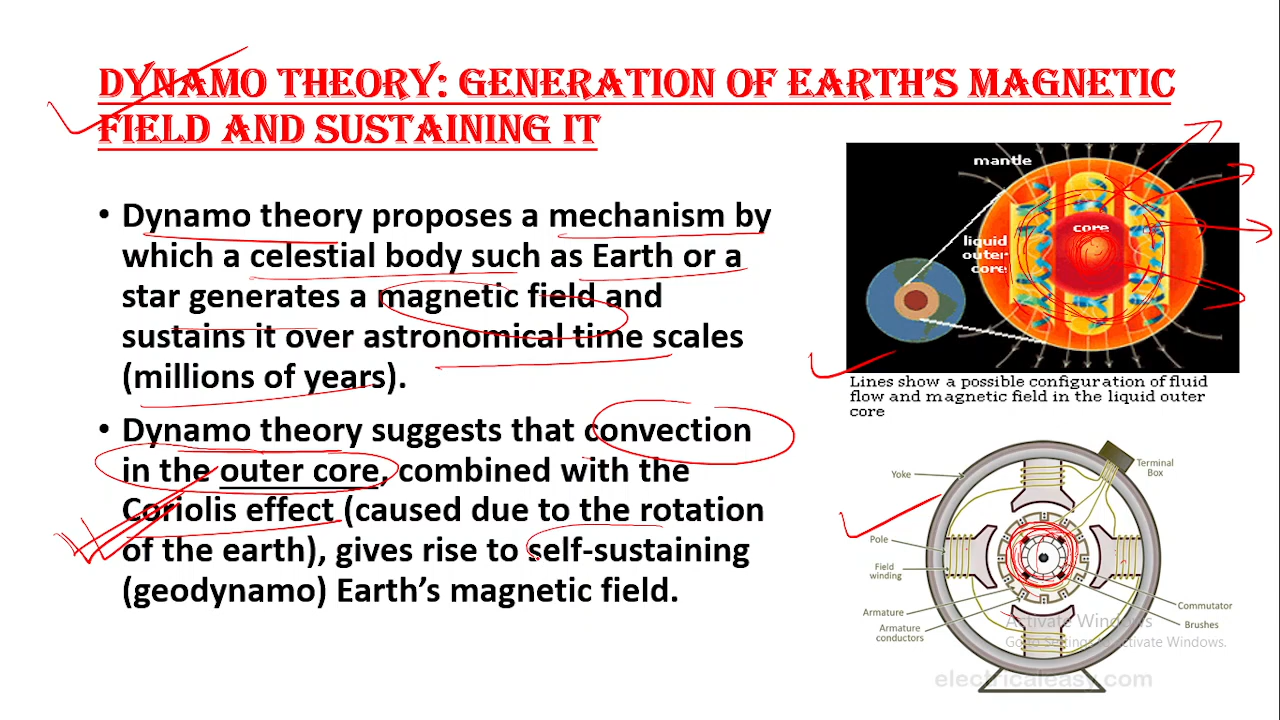 DYNAMO THEORY: GENERATION OF EARTH'S MAGNETIC
FIELD AND SUSTAINING IT
• Dynamo theory proposes a mechanism by
which a celestial body such as Earth or a
star generates a magnetic field and
sustains it over astronomical time scales
(millions of years).
• Dynamo theory suggests that convection
in the outer core, combined with the
Coriolis effect (caused due to the rotation
of the earth), gives rise to self-sustaining
(geodynamo) Earth's magnetic field.
mantle
core
liquid
outer
core
Lines show a possible configuration of fluid
flow and magnetic field in the liquid outer
core
Yoke
Terminal
Box
Pole
Field
winding
Armature
Armature
conductors
Commutator
Brushes
Activate Windows
Go to Settings to activate Windows.
electricaleasy.com